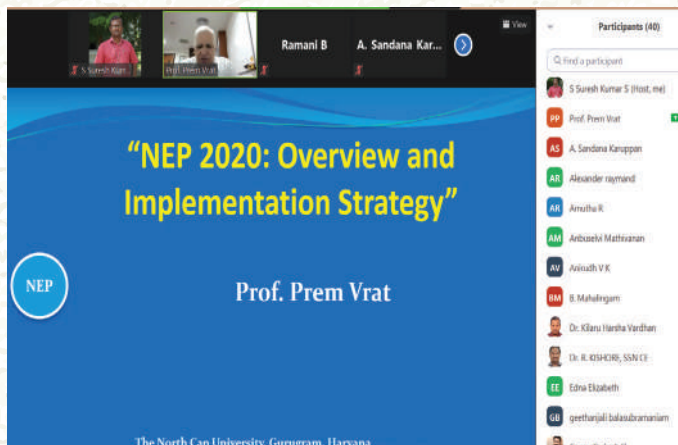 View
S Suresh Kum...
Prof. Prem Vrat
Ramani B
A. Sandana Kar...
"NEP 2020: Overview and
Implementation Strategy"
NEP
Prof. Prem Vrat
The North Cap University, Gurugram, Haryana
Participants (40)
Find a participant
S Suresh Kumar S (Host, me)
PP Prof. Prem Vrat
AS A. Sandana Karuppan
AR Alexander raymand
AR Amutha R
AM Anbuselvi Mathivanan
AV Anirudh V K
BM B. Mahalingam
Dr. Kilaru Harsha Vardhan
Dr. R. KISHORE, SSN CE
EE Edna Elizabeth
GB geethanjali balasubramaniam